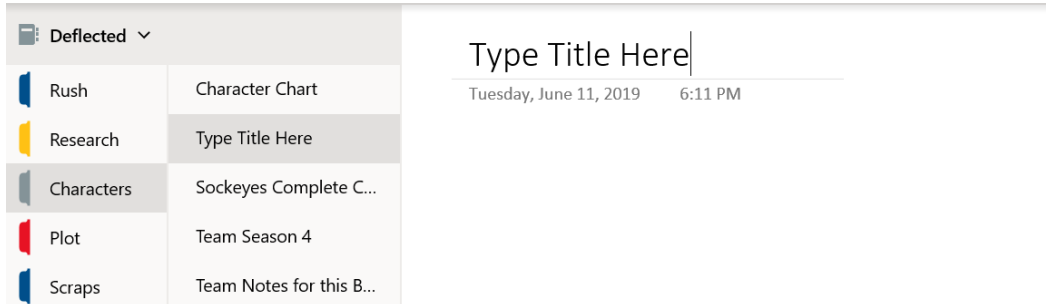 Deflected
Rush
Research
Characters
Plot
Scraps
Character Chart
Type Title Here
Sockeyes Complete C...
Team Season 4
Team Notes for this B...
Type Title Here
Tuesday, June 11, 2019 6:11 PM